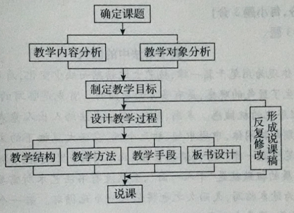 确定课题
教学内容分析 教学对象分析
制定教学目标
设计教学过程
教学结构 教学方法 教学手段 板书设计
形成说课稿
反复修改
说课